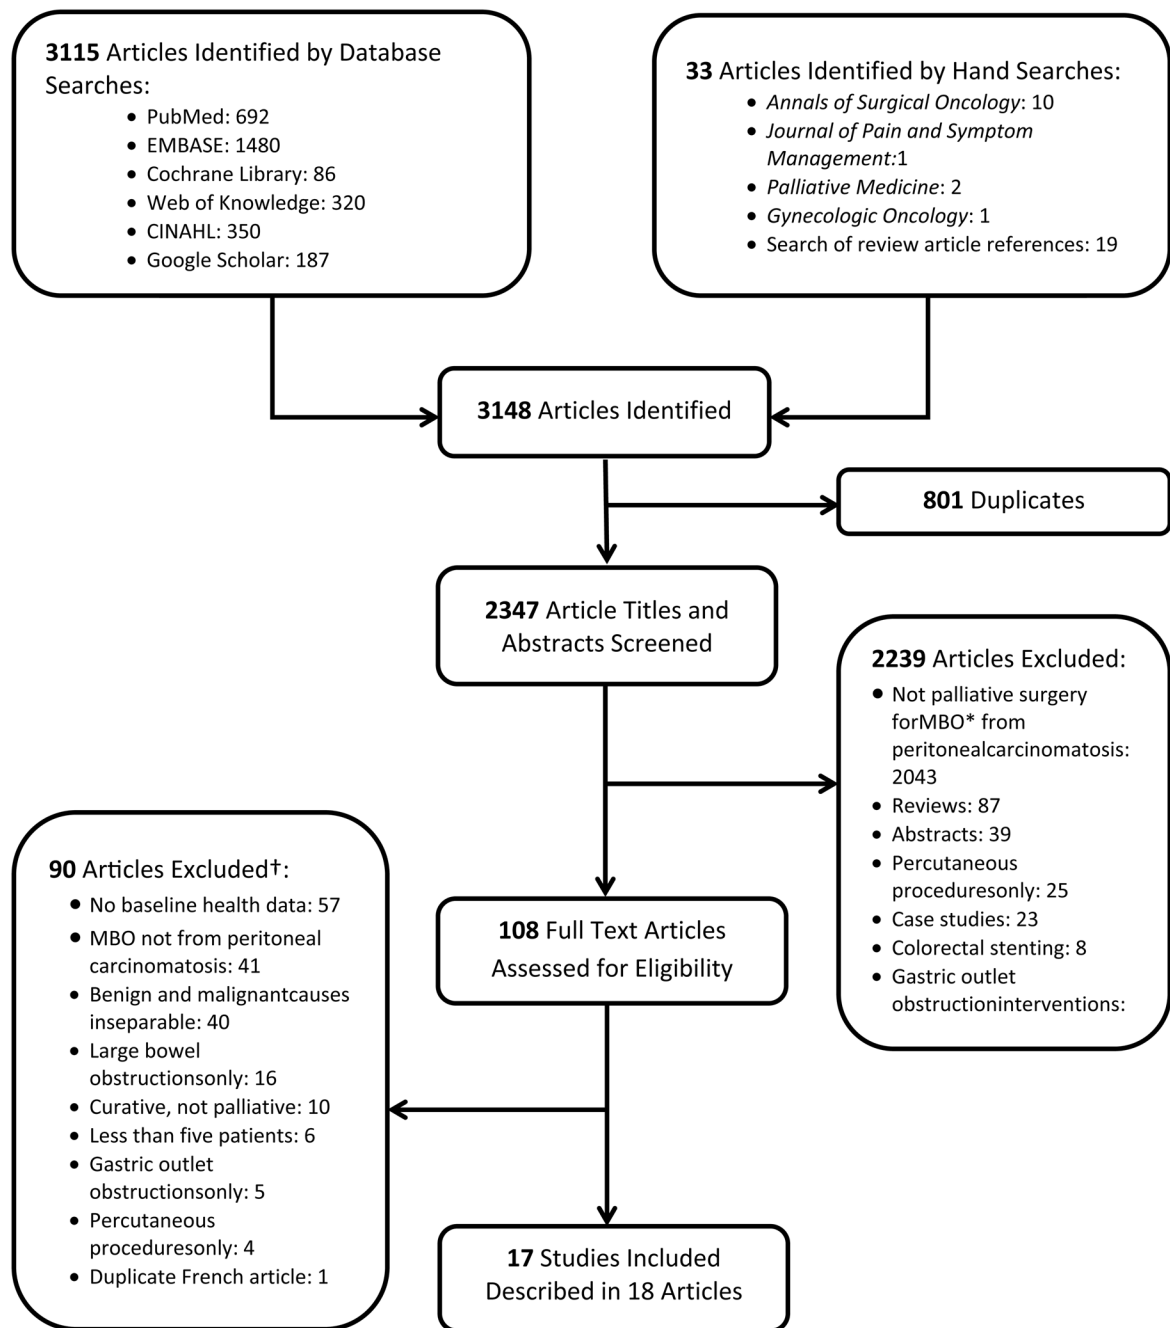 3115 Articles Identified by Database
Searches:
• PubMed: 692
• EMBASE: 1480
• Cochrane Library: 86
• Web of Knowledge: 320
• CINAHL: 350
• Google Scholar: 187
33 Articles Identified by Hand Searches:
• Annals of Surgical Oncology: 10
• Journal of Pain and Symptom
Management:1
• Palliative Medicine: 2
• Gynecologic Oncology: 1
• Search of review article references: 19
3148 Articles Identified
801 Duplicates
2347 Article Titles and
Abstracts Screened
2239 Articles Excluded:
• Not palliative surgery
forMBO* from
peritonealcarcinomatosis:
2043
• Reviews: 87
• Abstracts: 39
• Percutaneous
proceduresonly: 25
• Case studies: 23
• Colorectal stenting: 8
• Gastric outlet
obstructioninterventions:
90 Articles Excluded†:
• No baseline health data: 57
• MBO not from peritoneal
carcinomatosis: 41
• Benign and malignantcauses
inseparable: 40
• Large bowel
obstructionsonly: 16
• Curative, not palliative: 10
• Less than five patients: 6
• Gastric outlet
obstructionsonly: 5
• Percutaneous
proceduresonly: 4
• Duplicate French article: 1
108 Full Text Articles
Assessed for Eligibility
17 Studies Included
Described in 18 Articles